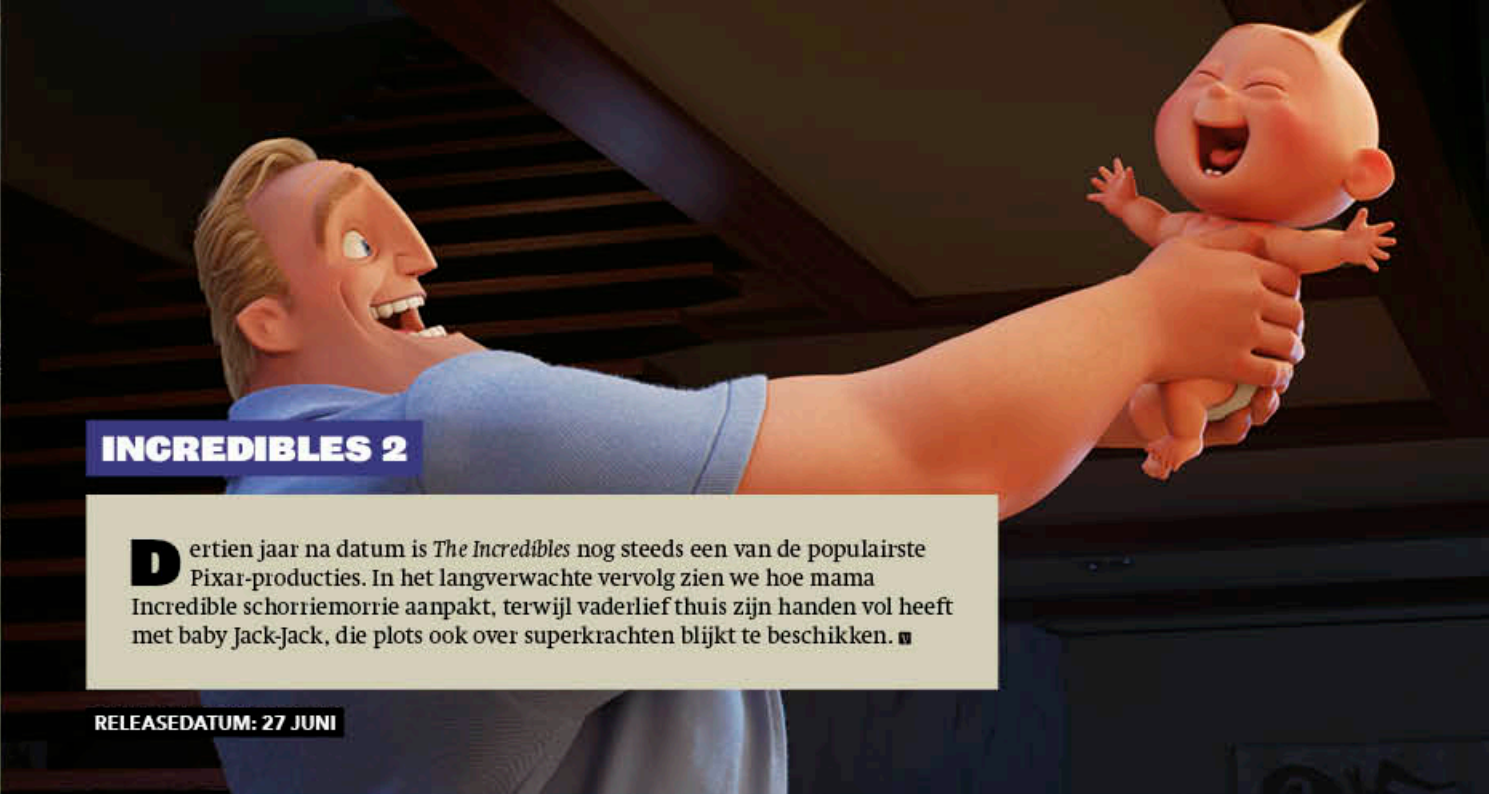 INCREDIBLES 2
Dertien jaar na datum is The Incredibles nog steeds een van de populairste
Pixar-producties. In het langverwachte vervolg zien we hoe mama
Incredible schorriemorrie aanpakt, terwijl vaderlief thuis zijn handen vol heeft
met baby Jack-Jack, die plots ook over superkrachten blijkt te beschikken. V
RELEASEDATUM: 27 JUNI